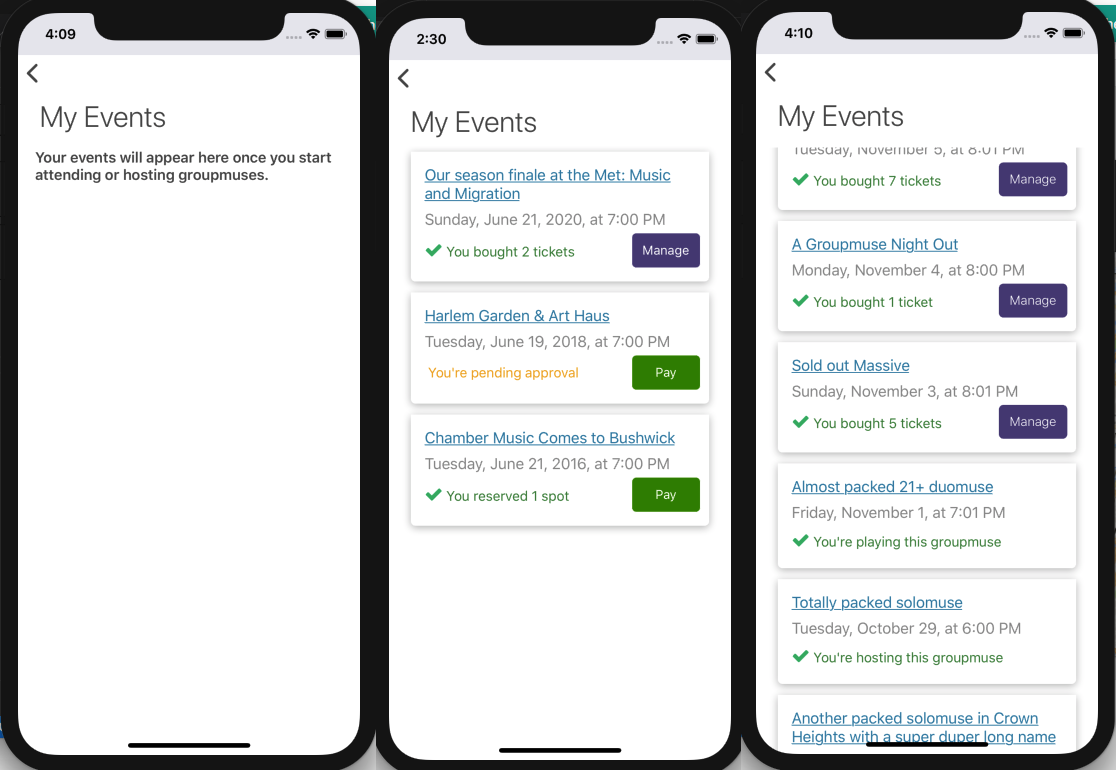 4:09
My Events
Your events will appear here once you start
attending or hosting groupmuses.
2:30
My Events
Our season finale at the Met: Music
and Migration
Sunday, June 21, 2020, at 7:00 PM
You bought 2 tickets
Manage
Harlem Garden & Art Haus
Tuesday, June 19, 2018, at 7:00 PM
You're pending approval
Pay
Chamber Music Comes to Bushwick
Tuesday, June 21, 2016, at 7:00 PM
You reserved 1 spot
Pay
4:10
My Events
Tuesday, November 5, at 8:01 PM
You bought 7 tickets
Manage
A Groupmuse Night Out
Monday, November 4, at 8:00 PM
You bought 1 ticket
Manage
Sold out Massive
Sunday, November 3, at 8:01 PM
You bought 5 tickets
Manage
Almost packed 21+ duomuse
Friday, November 1, at 7:01 PM
You're playing this groupmuse
Totally packed solomuse
Tuesday, October 29, at 6:00 PM
You're hosting this groupmuse
Another packed solomuse in Crown
Heights with a super duper long name